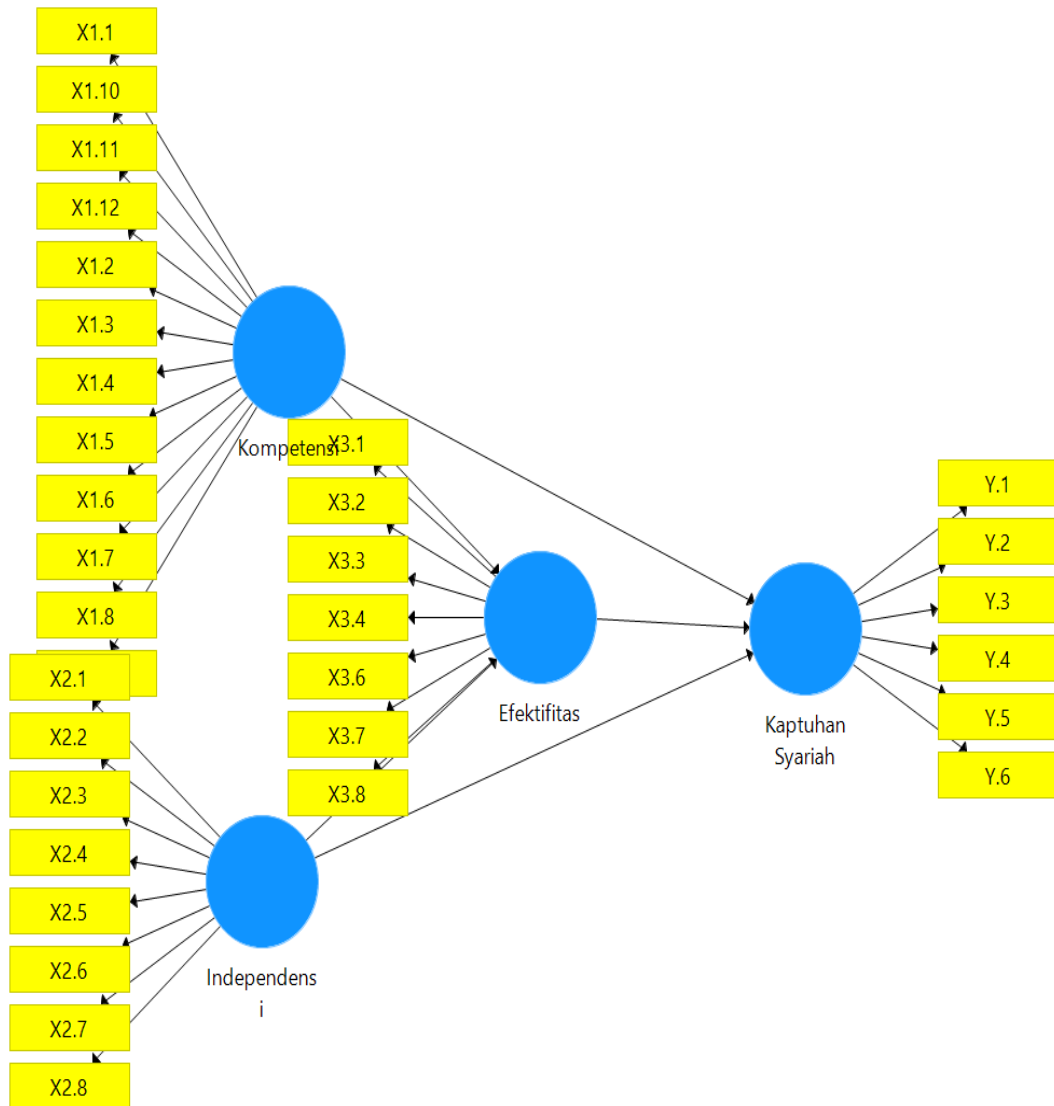 X1.1
X1.10
X1.11
X1.12
X1.2
X1.3
X1.4
X1.5
X1.6
X1.7
X1.8
Kompetensi
X2.1
X2.2
X2.3
X2.4
X2.5
X2.6
X2.7
X2.8
Independens
i
X3.1
X3.2
X3.3
X3.4
X3.6
X3.7
X3.8
Efektifitas
Kaptuhan
Syariah
Y.1
Y.2
Y.3
Y.4
Y.5
Y.6